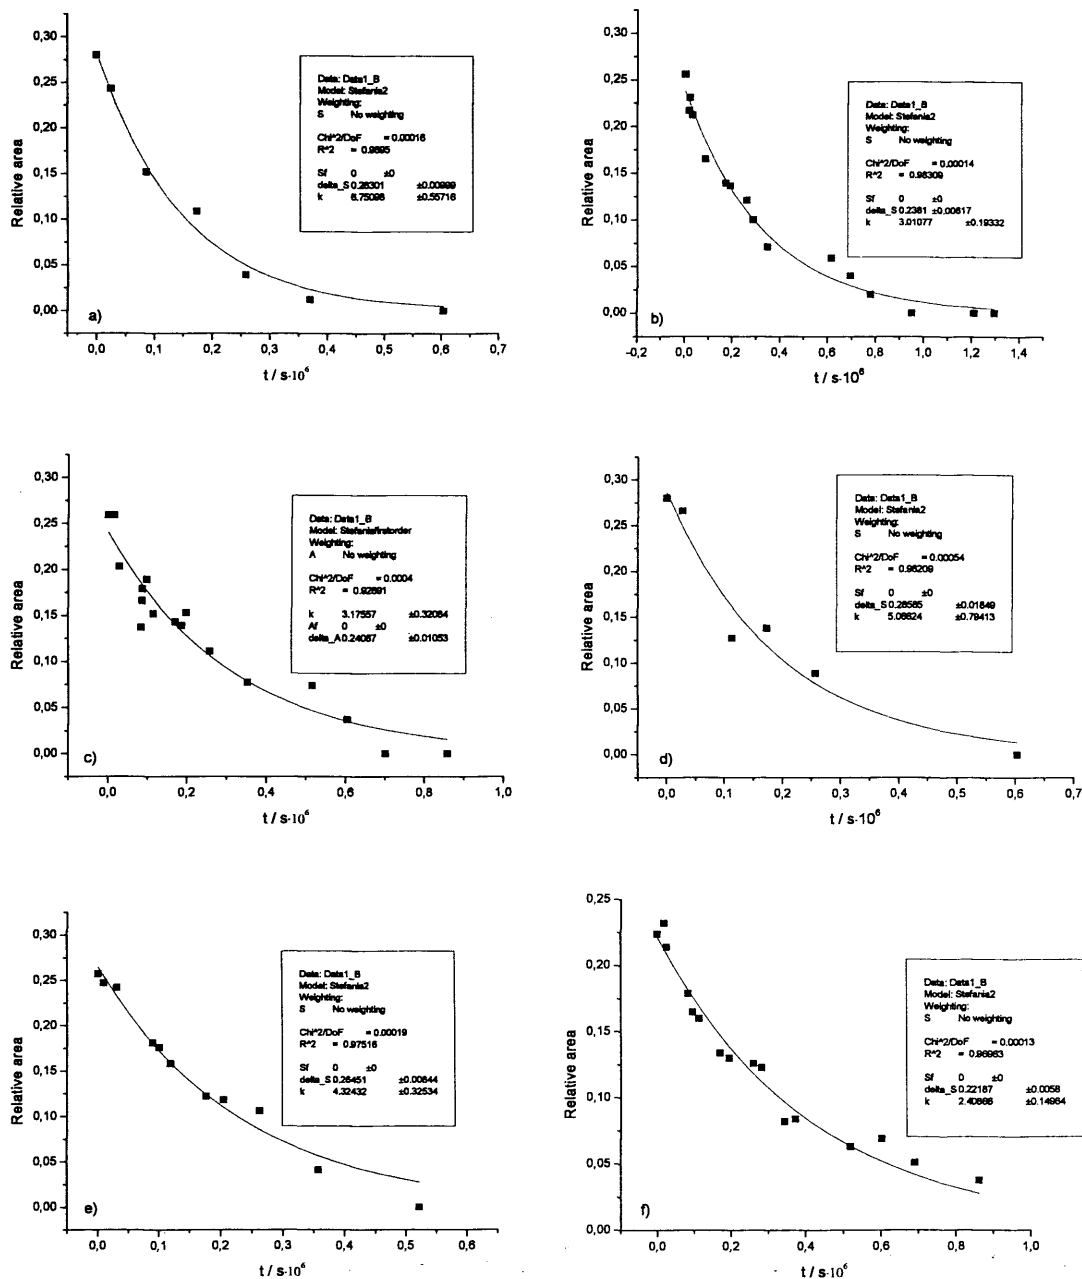 0,30
0,25
0,20
0,15
0,10
0,05
0,00
Relative area
Data: Data1_B
Model: Stefania2
Weighting:
S No weighting
Chi^2/DoF = 0.00016
R^2 = 0.9895
Sf 0 ±0
delta_S 0.28301 ±0.00999
k 6.75098 ±0.55716
a)
0,0 0,1 0,2 0,3 0,4 0,5 0,6 0,7
t / s·10⁶
0,30
0,25
0,20
0,15
0,10
0,05
0,00
Relative area
Data: Data1_B
Model: Stefania2
Weighting:
S No weighting
Chi^2/DoF = 0.00014
R^2 = 0.98309
Sf 0 ±0
delta_S 0.2381 ±0.00617
k 3.01077 ±0.19332
b)
-0,2 0,0 0,2 0,4 0,6 0,8 1,0 1,2 1,4
t / s·10⁶
0,30
0,25
0,20
0,15
0,10
0,05
0,00
Relative area
Data: Data1_B
Model: Stefaniafirstorder
Weighting:
A No weighting
Chi^2/DoF = 0.0004
R^2 = 0.92691
k 3.17557 ±0.32084
Af 0 ±0
delta_A 0.24087 ±0.01053
c)
0,0 0,2 0,4 0,6 0,8 1,0
t / s·10⁶
0,30
0,25
0,20
0,15
0,10
0,05
0,00
Relative area
Data: Data1_B
Model: Stefania2
Weighting:
S No weighting
Chi^2/DoF = 0.00054
R^2 = 0.96209
Sf 0 ±0
delta_S 0.28585 ±0.01849
k 5.08624 ±0.79413
d)
0,0 0,1 0,2 0,3 0,4 0,5 0,6 0,7
t / s·10⁶
0,30
0,25
0,20
0,15
0,10
0,05
0,00
Relative area
Data: Data1_B
Model: Stefania2
Weighting:
S No weighting
Chi^2/DoF = 0.00019
R^2 = 0.97516
Sf 0 ±0
delta_S 0.26451 ±0.00844
k 4.32432 ±0.32534
e)
0,0 0,1 0,2 0,3 0,4 0,5 0,6
t / s·10⁶
0,25
0,20
0,15
0,10
0,05
0,00
Relative area
Data: Data1_B
Model: Stefania2
Weighting:
S No weighting
Chi^2/DoF = 0.00013
R^2 = 0.96963
Sf 0 ±0
delta_S 0.22187 ±0.0058
k 2.40866 ±0.14964
f)
0,0 0,2 0,4 0,6 0,8 1,0
t / s·10⁶